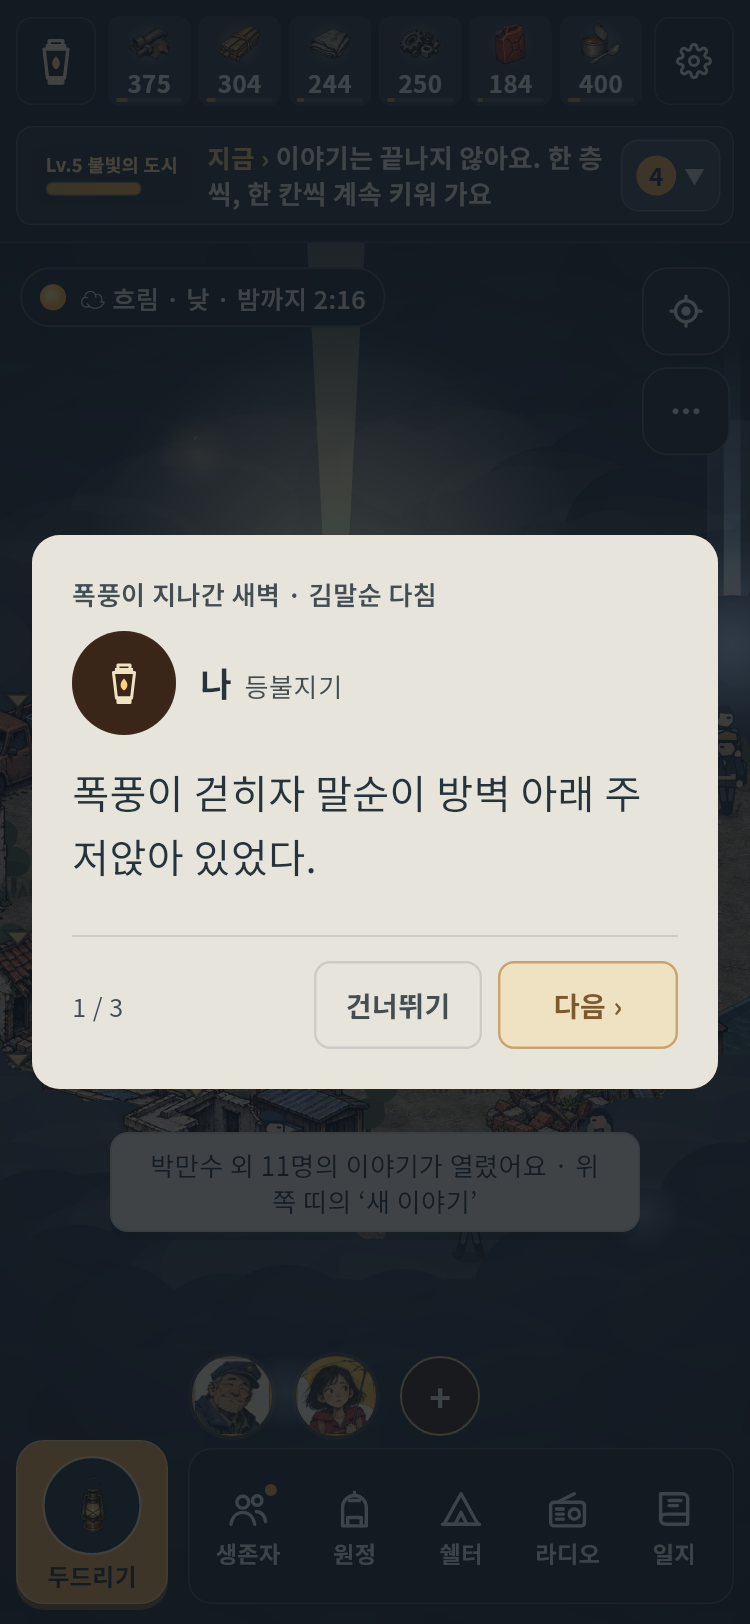 375 304 244 250 184 400
Lv.5 불빛의 도시
지금 › 이야기는 끝나지 않아요. 한 층
씩, 한 칸씩 계속 키워 가요
4
흐림 · 낮 · 밤까지 2:16
폭풍이 지나간 새벽 · 김말순 다침
나 등불지기
폭풍이 걷히자 말순이 방벽 아래 주
저앉아 있었다.
1 / 3
건너뛰기
다음 ›
박만수 외 11명의 이야기가 열렸어요 · 위
쪽 띠의 ‘새 이야기’
+
두드리기
생존자 원정 쉘터 라디오 일지